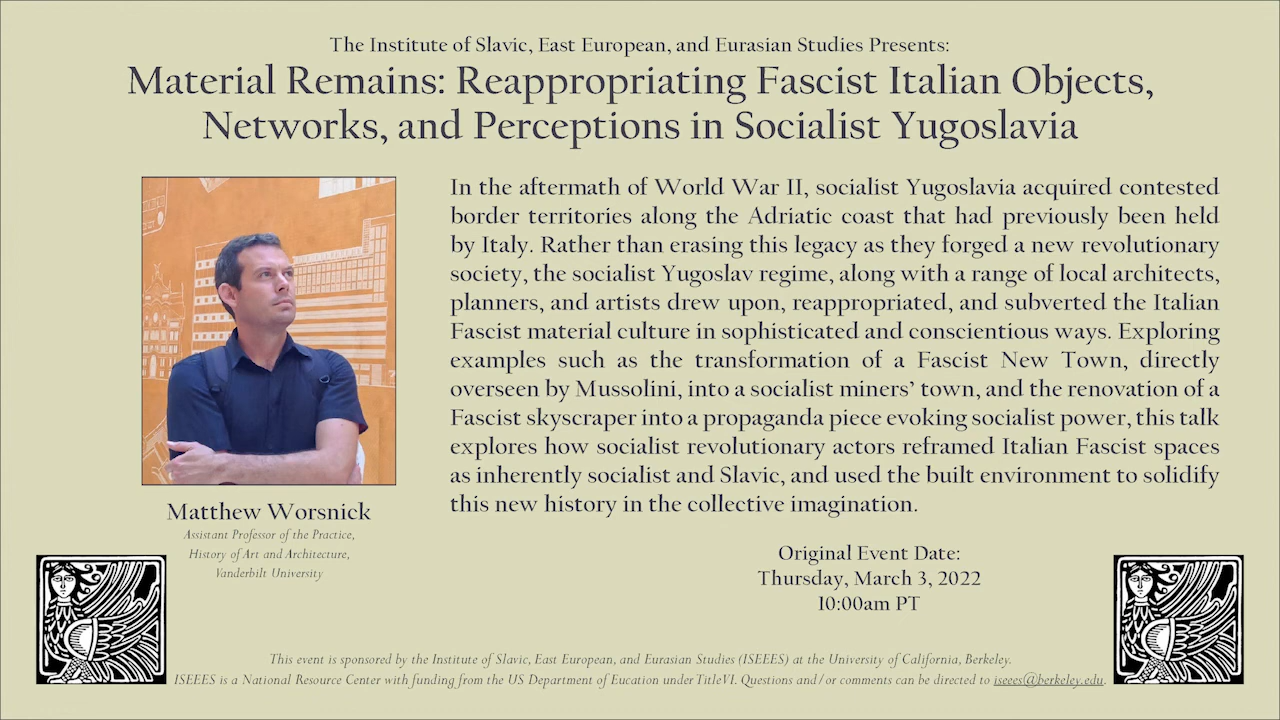 The Institute of Slavic, East European, and Eurasian Studies Presents:
Material Remains: Reappropriating Fascist Italian Objects,
Networks, and Perceptions in Socialist Yugoslavia
In the aftermath of World War II, socialist Yugoslavia acquired contested
border territories along the Adriatic coast that had previously been held
by Italy. Rather than erasing this legacy as they forged a new revolutionary
society, the socialist Yugoslav regime, along with a range of local architects,
planners, and artists drew upon, reappropriated, and subverted the Italian
Fascist material culture in sophisticated and conscientious ways. Exploring
examples such as the transformation of a Fascist New Town, directly
overseen by Mussolini, into a socialist miners' town, and the renovation of a
Fascist skyscraper into a propaganda piece evoking socialist power, this talk
explores how socialist revolutionary actors reframed Italian Fascist spaces
as inherently socialist and Slavic, and used the built environment to solidify
this new history in the collective imagination.
Matthew Worsnick
Assistant Professor of the Practice,
History of Art and Architecture,
Vanderbilt University
Original Event Date:
Thursday, March 3, 2022
10:00am PT
This event is sponsored by the Institute of Slavic, East European, and Eurasian Studies (ISEEES) at the University of California, Berkeley.
ISEEES is a National Resource Center with funding from the US Department of Eucation under TitleVI. Questions and/or comments can be directed to iseees@berkeley.edu.